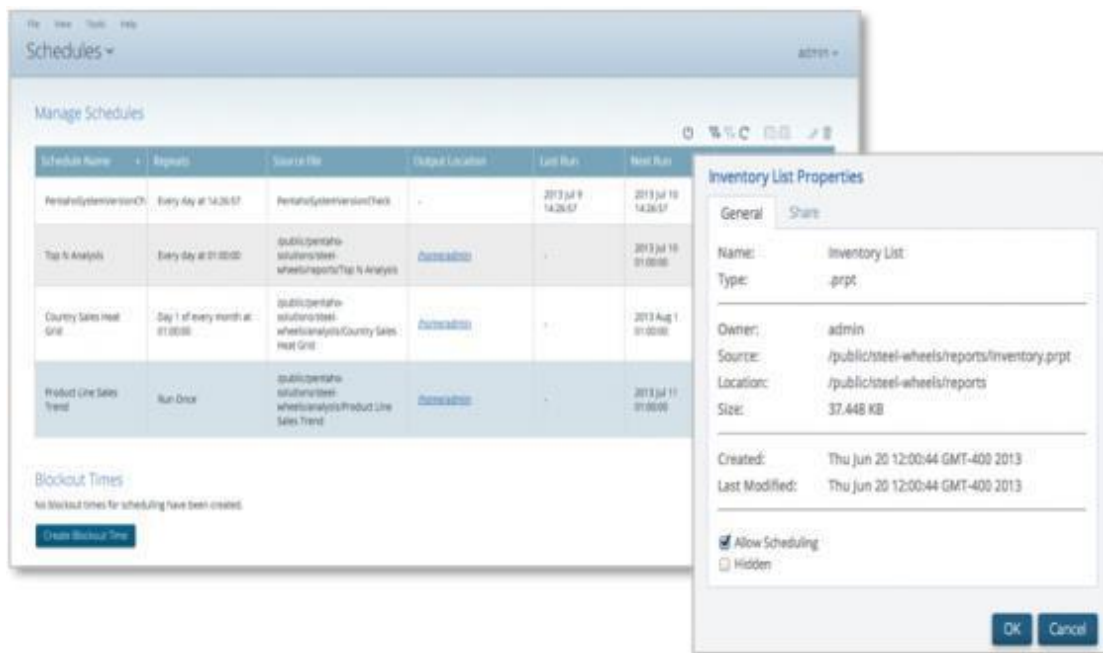 File View Tools Help
Schedules
admin
Manage Schedules
Schedule Name Repeats Source File Output Location Last Run Next Run
PentahoSystemVersionCh Every day at 14:26:57 PentahoSystemVersionCheck - 2013 Jul 9 14:26:57 2013 Jul 10 14:26:57
Top N Analysis Every day at 01:00:00 /public/pentaho-solutions/steel-wheels/reports/Top N Analysis /home/admin - 2013 Jul 10 01:00:00
Country Sales Heat Grid Day 1 of every month at 01:00:00 /public/pentaho-solutions/steel-wheels/analysis/Country Sales Heat Grid /home/admin - 2013 Aug 1 01:00:00
Product Line Sales Trend Run Once /public/pentaho-solutions/steel-wheels/analysis/Product Line Sales Trend /home/admin - 2013 Jul 11 01:00:00
Blockout Times
No blockout times for scheduling have been created.
Create Blockout Time
Inventory List Properties
General Share
Name: Inventory List
Type: .prpt
Owner: admin
Source: /public/steel-wheels/reports/Inventory.prpt
Location: /public/steel-wheels/reports
Size: 37.448 KB
Created: Thu Jun 20 12:00:44 GMT-400 2013
Last Modified: Thu Jun 20 12:00:44 GMT-400 2013
Allow Scheduling
Hidden
OK Cancel